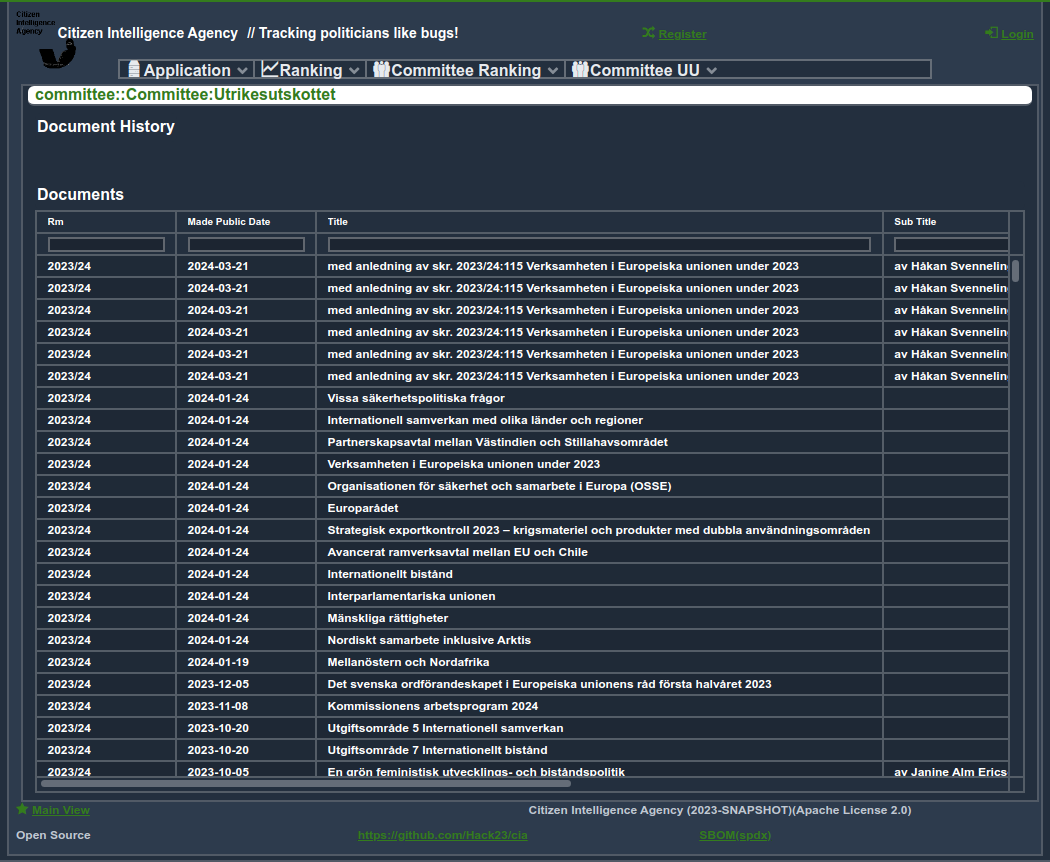 Citizen
Intelligence
Agency
Citizen Intelligence Agency // Tracking politicians like bugs!
Register
Login
Application
Ranking
Committee Ranking
Committee UU
committee::Committee:Utrikesutskottet
Document History
Documents
Rm Made Public Date Title Sub Title
2023/24 2024-03-21 med anledning av skr. 2023/24:115 Verksamheten i Europeiska unionen under 2023 av Håkan Svennelin
2023/24 2024-03-21 med anledning av skr. 2023/24:115 Verksamheten i Europeiska unionen under 2023 av Håkan Svennelin
2023/24 2024-03-21 med anledning av skr. 2023/24:115 Verksamheten i Europeiska unionen under 2023 av Håkan Svennelin
2023/24 2024-03-21 med anledning av skr. 2023/24:115 Verksamheten i Europeiska unionen under 2023 av Håkan Svennelin
2023/24 2024-03-21 med anledning av skr. 2023/24:115 Verksamheten i Europeiska unionen under 2023 av Håkan Svennelin
2023/24 2024-03-21 med anledning av skr. 2023/24:115 Verksamheten i Europeiska unionen under 2023 av Håkan Svennelin
2023/24 2024-01-24 Vissa säkerhetspolitiska frågor
2023/24 2024-01-24 Internationell samverkan med olika länder och regioner
2023/24 2024-01-24 Partnerskapsavtal mellan Västindien och Stillahavsområdet
2023/24 2024-01-24 Verksamheten i Europeiska unionen under 2023
2023/24 2024-01-24 Organisationen för säkerhet och samarbete i Europa (OSSE)
2023/24 2024-01-24 Europarådet
2023/24 2024-01-24 Strategisk exportkontroll 2023 – krigsmateriel och produkter med dubbla användningsområden
2023/24 2024-01-24 Avancerat ramverksavtal mellan EU och Chile
2023/24 2024-01-24 Internationellt bistånd
2023/24 2024-01-24 Interparlamentariska unionen
2023/24 2024-01-24 Mänskliga rättigheter
2023/24 2024-01-24 Nordiskt samarbete inklusive Arktis
2023/24 2024-01-19 Mellanöstern och Nordafrika
2023/24 2023-12-05 Det svenska ordförandeskapet i Europeiska unionens råd första halvåret 2023
2023/24 2023-11-08 Kommissionens arbetsprogram 2024
2023/24 2023-10-20 Utgiftsområde 5 Internationell samverkan
2023/24 2023-10-20 Utgiftsområde 7 Internationellt bistånd
2023/24 2023-10-05 En grön feministisk utvecklings- och biståndspolitik av Janine Alm Erics
Main View
Citizen Intelligence Agency (2023-SNAPSHOT)(Apache License 2.0)
Open Source
https://github.com/Hack23/cia
SBOM(spdx)